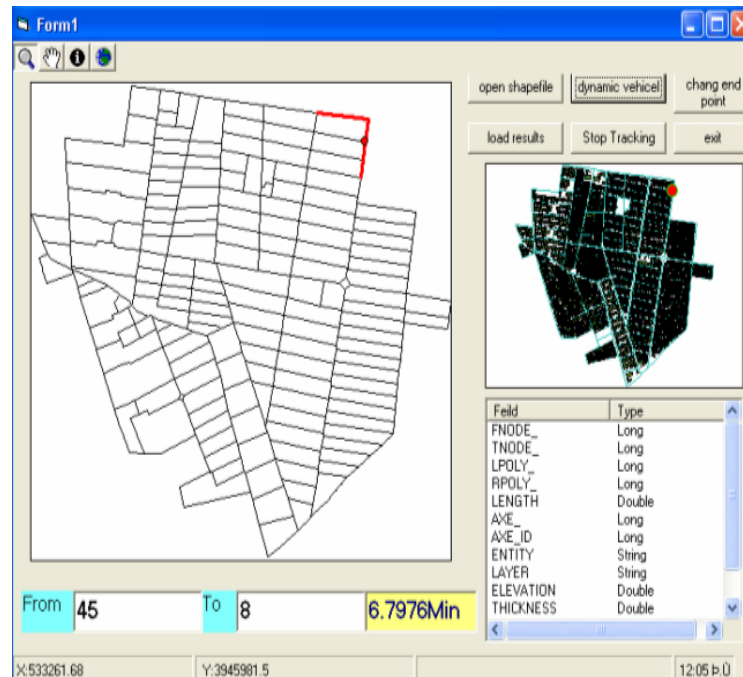 Form1
open shapefile
dynamic vehicel
chang end
point
load results
Stop Tracking
exit
Feild Type
FNODE_ Long
TNODE_ Long
LPOLY_ Long
RPOLY_ Long
LENGTH Double
AXE_ Long
AXE_ID Long
ENTITY String
LAYER String
ELEVATION Double
THICKNESS Double
From 45 To 8 6.7976Min
X:533261.68 Y:3945981.5 12:05 Þ.Ù